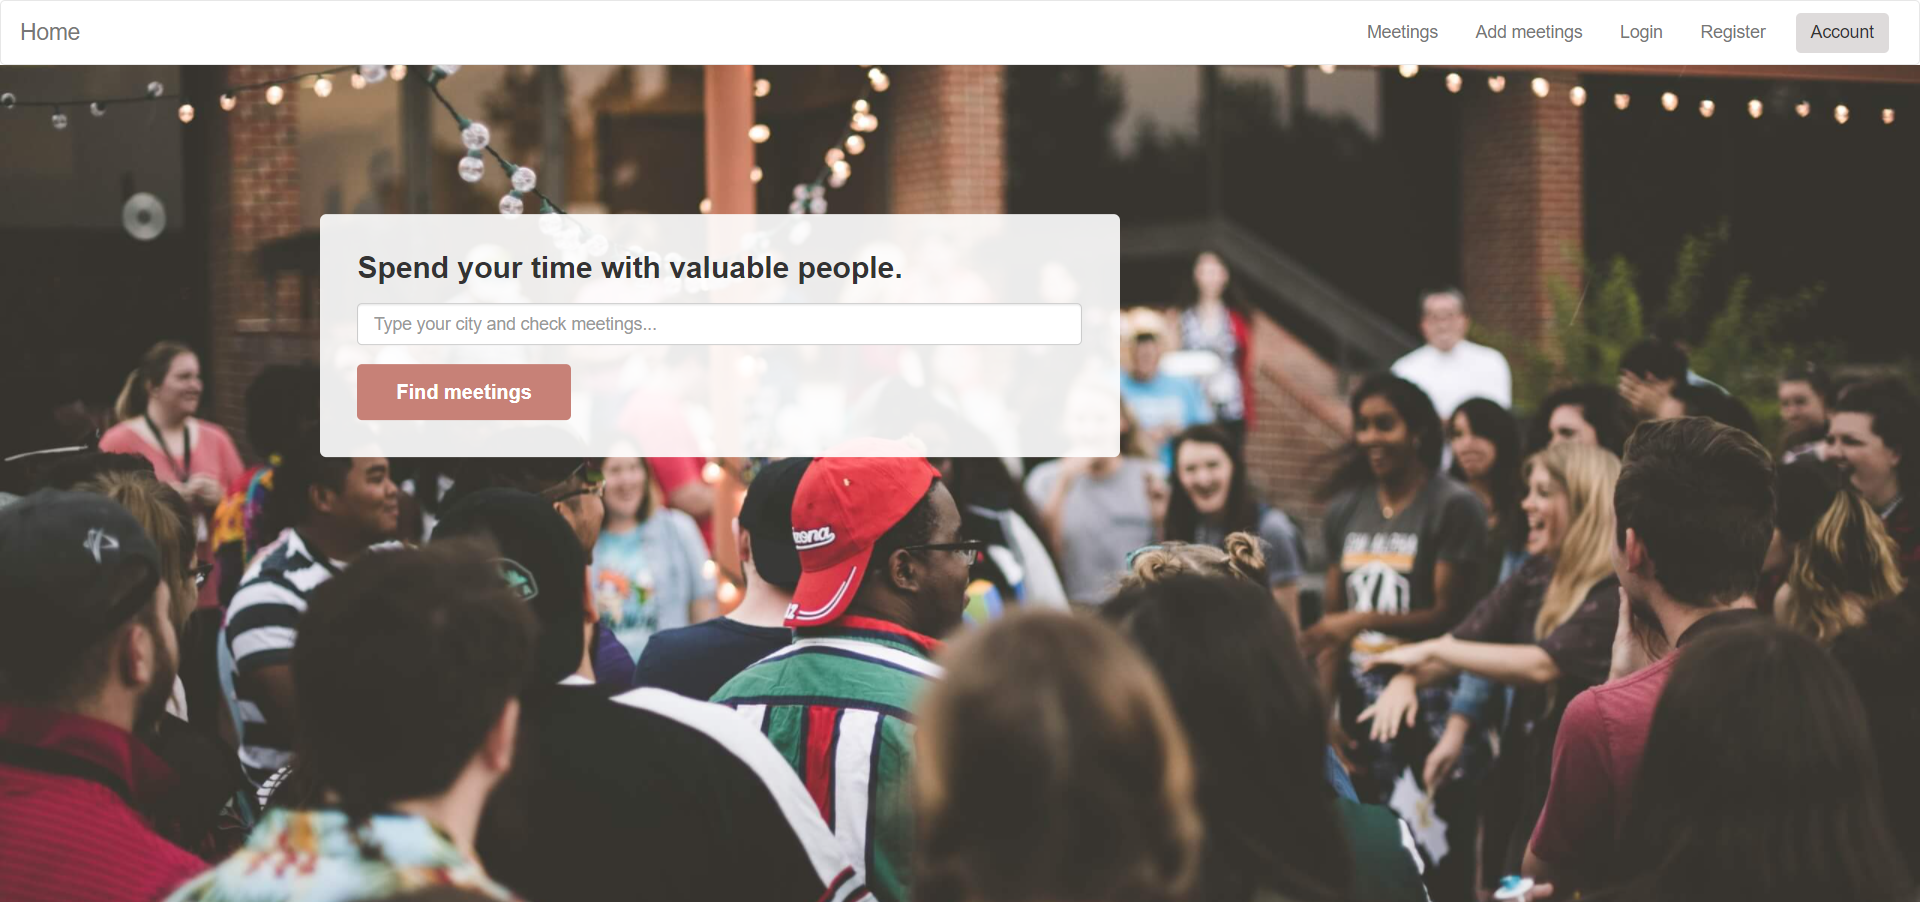 Home
Meetings
Add meetings
Login
Register
Account
Spend your time with valuable people.
Type your city and check meetings...
Find meetings